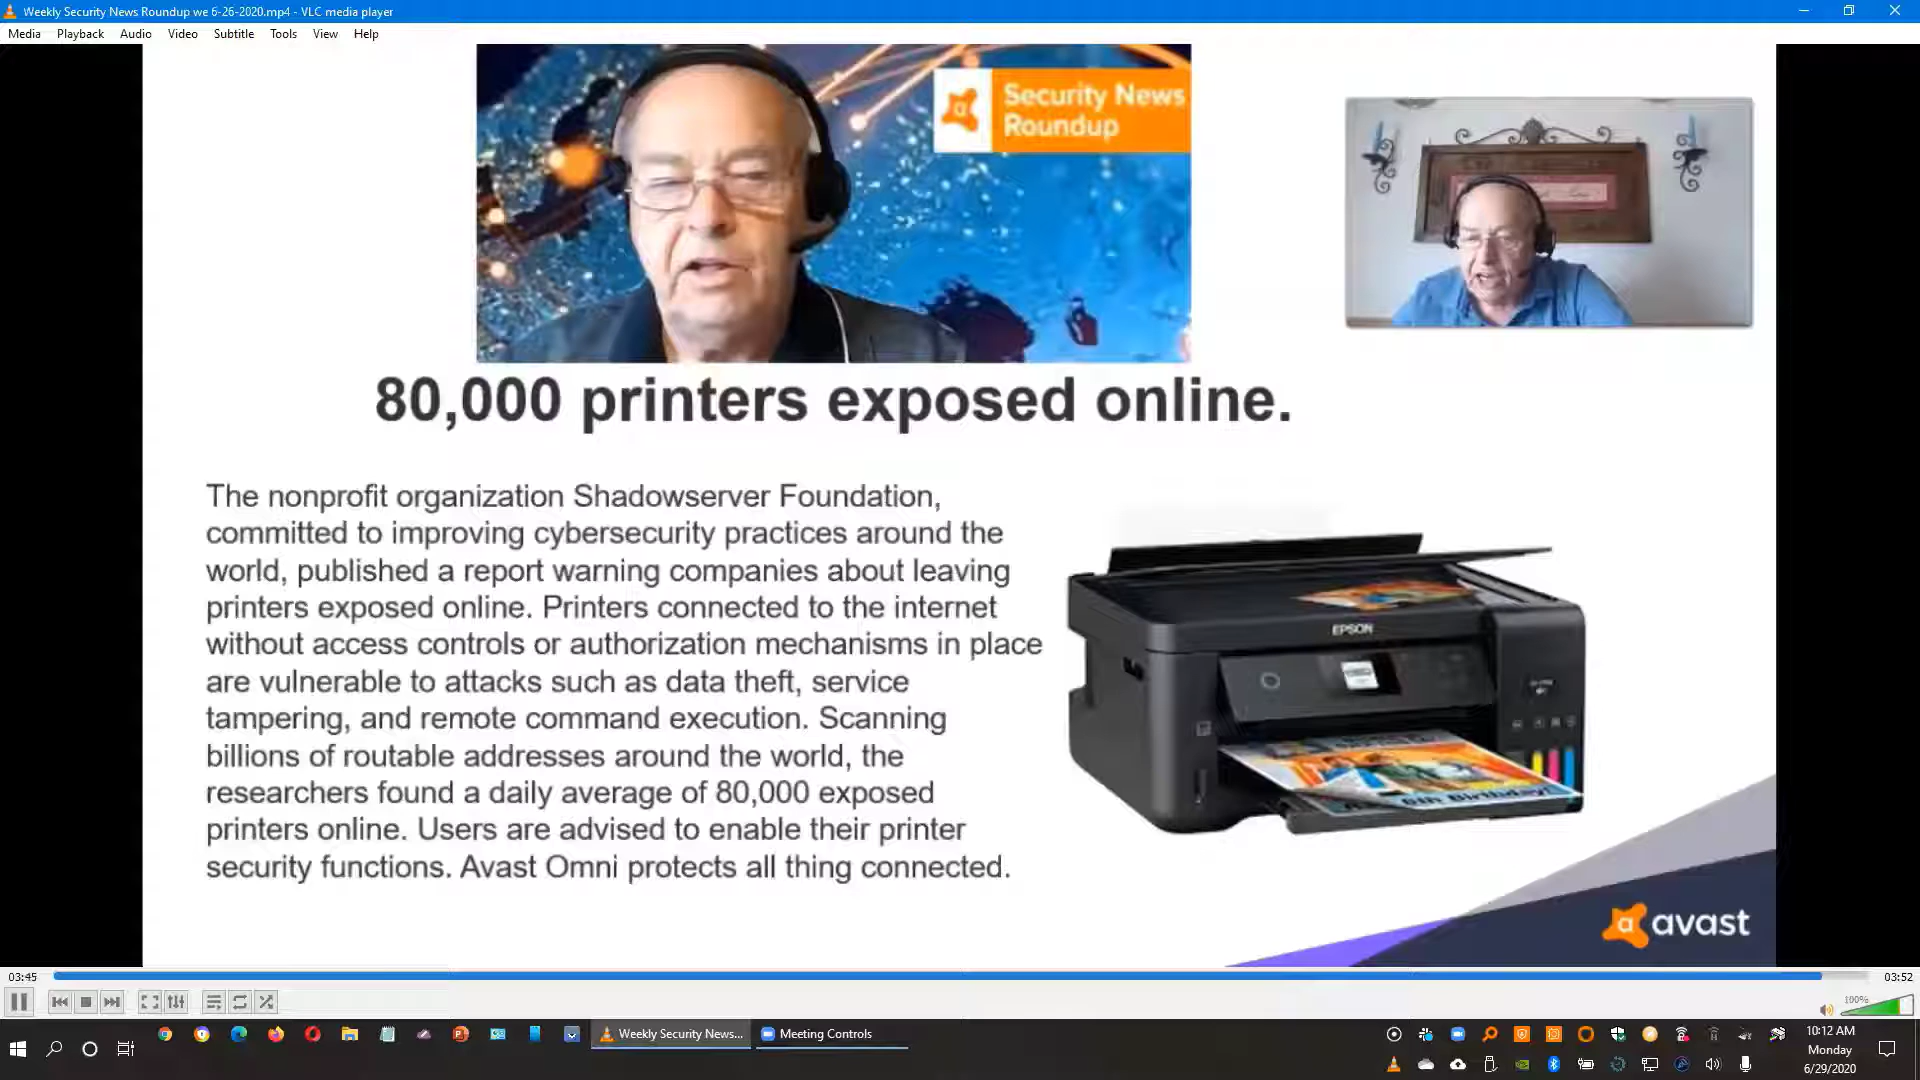 Weekly Security News Roundup we 6-26-2020.mp4 - VLC media player
Media Playback Audio Video Subtitle Tools View Help
Security News
Roundup
80,000 printers exposed online.
The nonprofit organization Shadowserver Foundation,
committed to improving cybersecurity practices around the
world, published a report warning companies about leaving
printers exposed online. Printers connected to the internet
without access controls or authorization mechanisms in place
are vulnerable to attacks such as data theft, service
tampering, and remote command execution. Scanning
billions of routable addresses around the world, the
researchers found a daily average of 80,000 exposed
printers online. Users are advised to enable their printer
security functions. Avast Omni protects all thing connected.
EPSON
6th Birthday!
avast
03:45
03:52
100%
Weekly Security News...
Meeting Controls
10:12 AM
Monday
6/29/2020